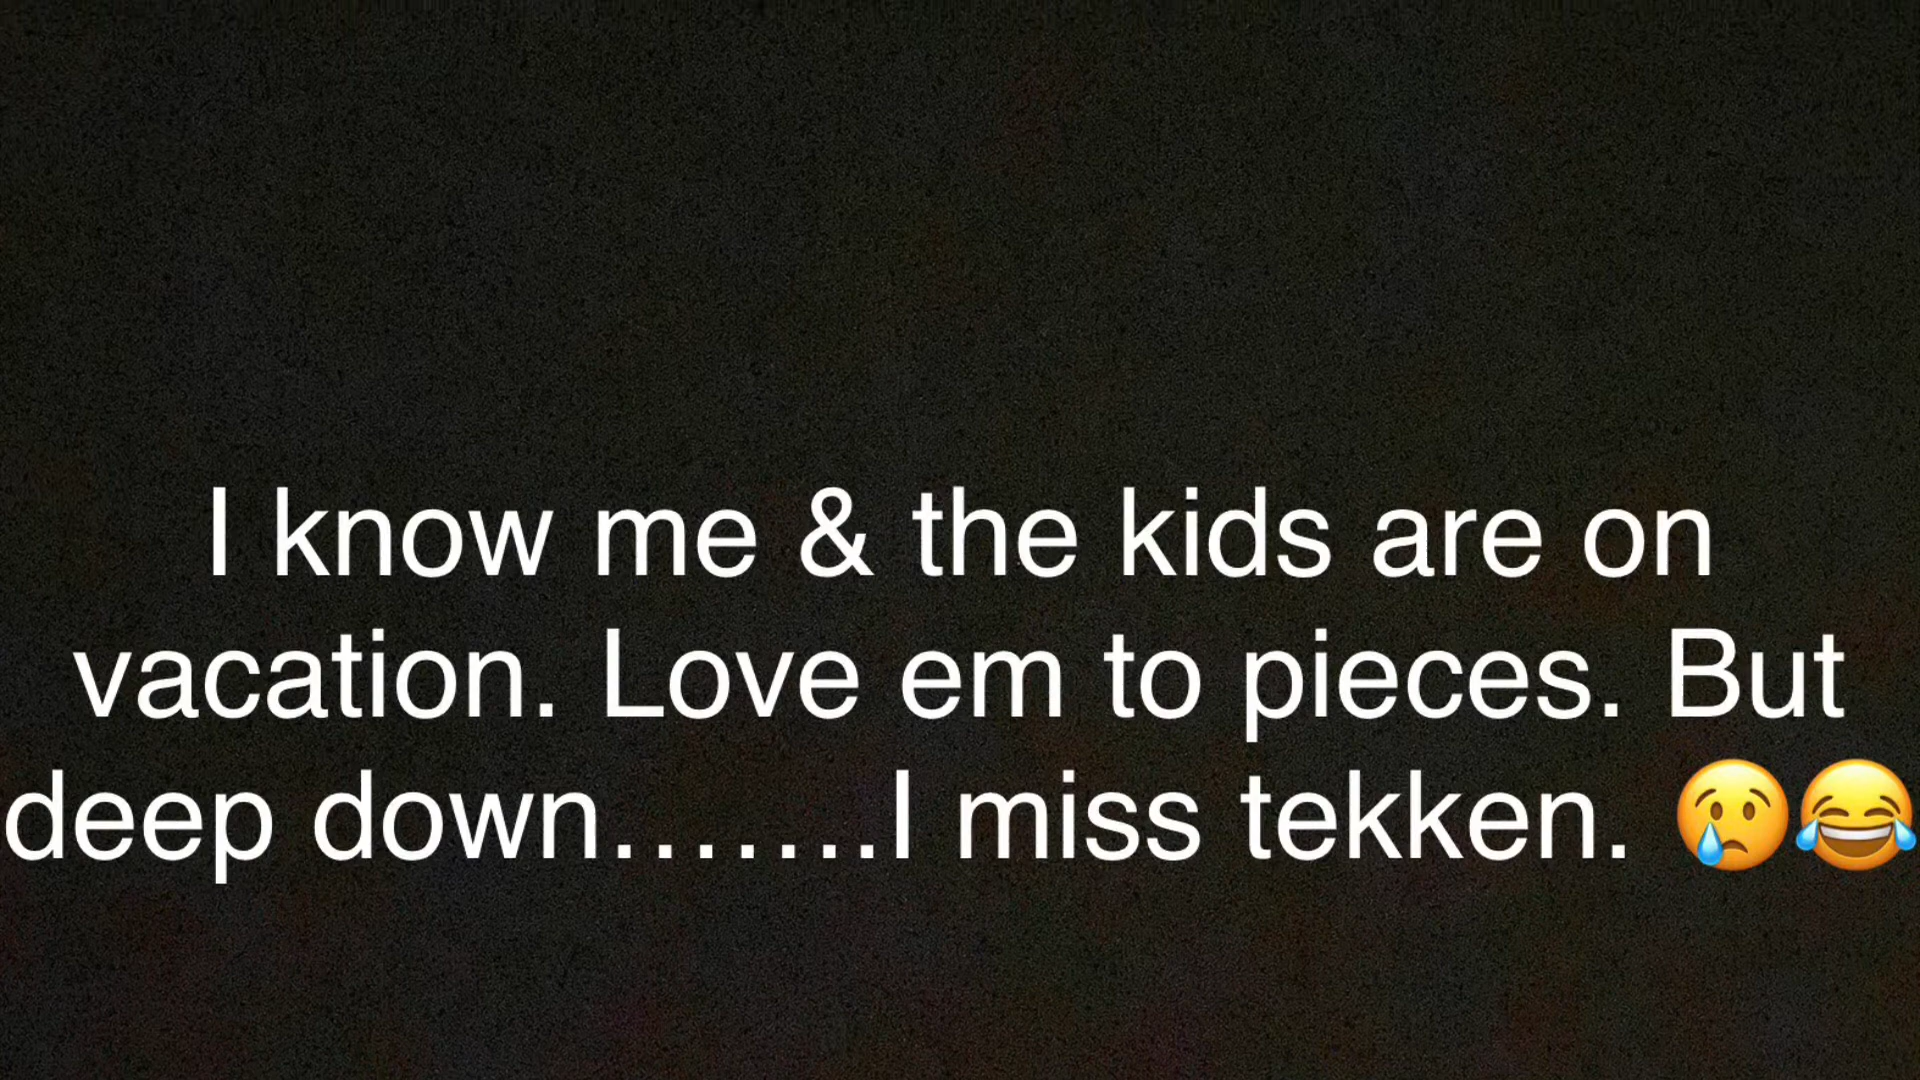 I know me & the kids are on
vacation. Love em to pieces. But
deep down.......I miss tekken. 😢😂